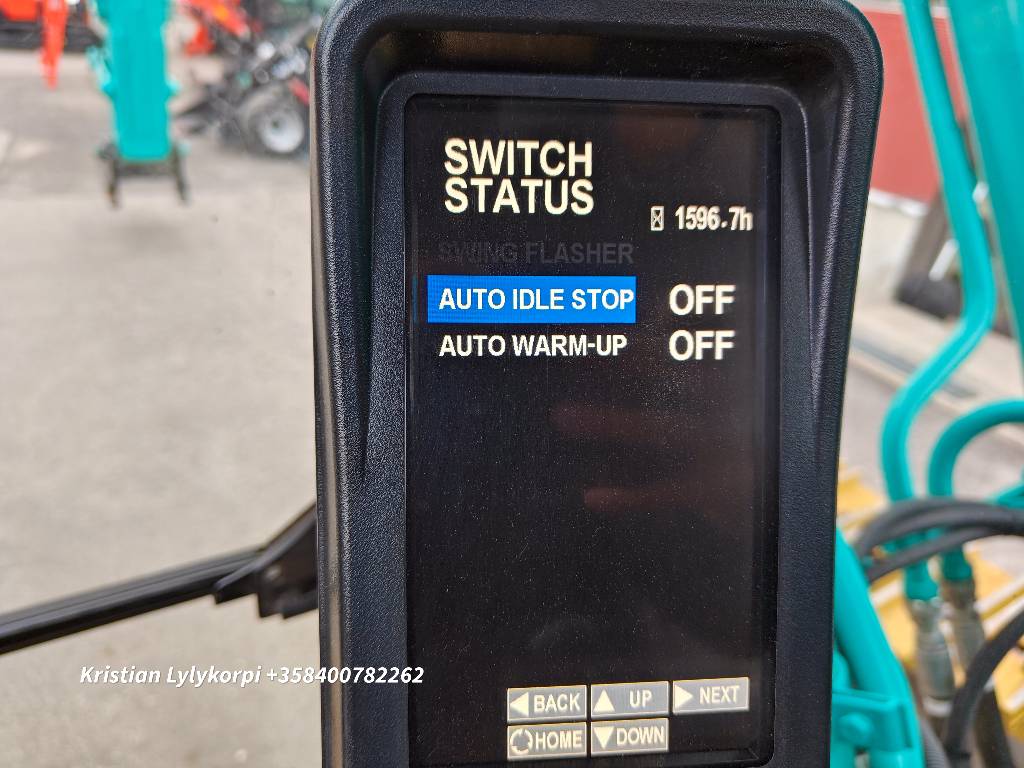 SWITCH
STATUS
1596.7h
SWING FLASHER
AUTO IDLE STOP OFF
AUTO WARM-UP OFF
Kristian Lylykorpi +358400782262
BACK UP NEXT
HOME DOWN